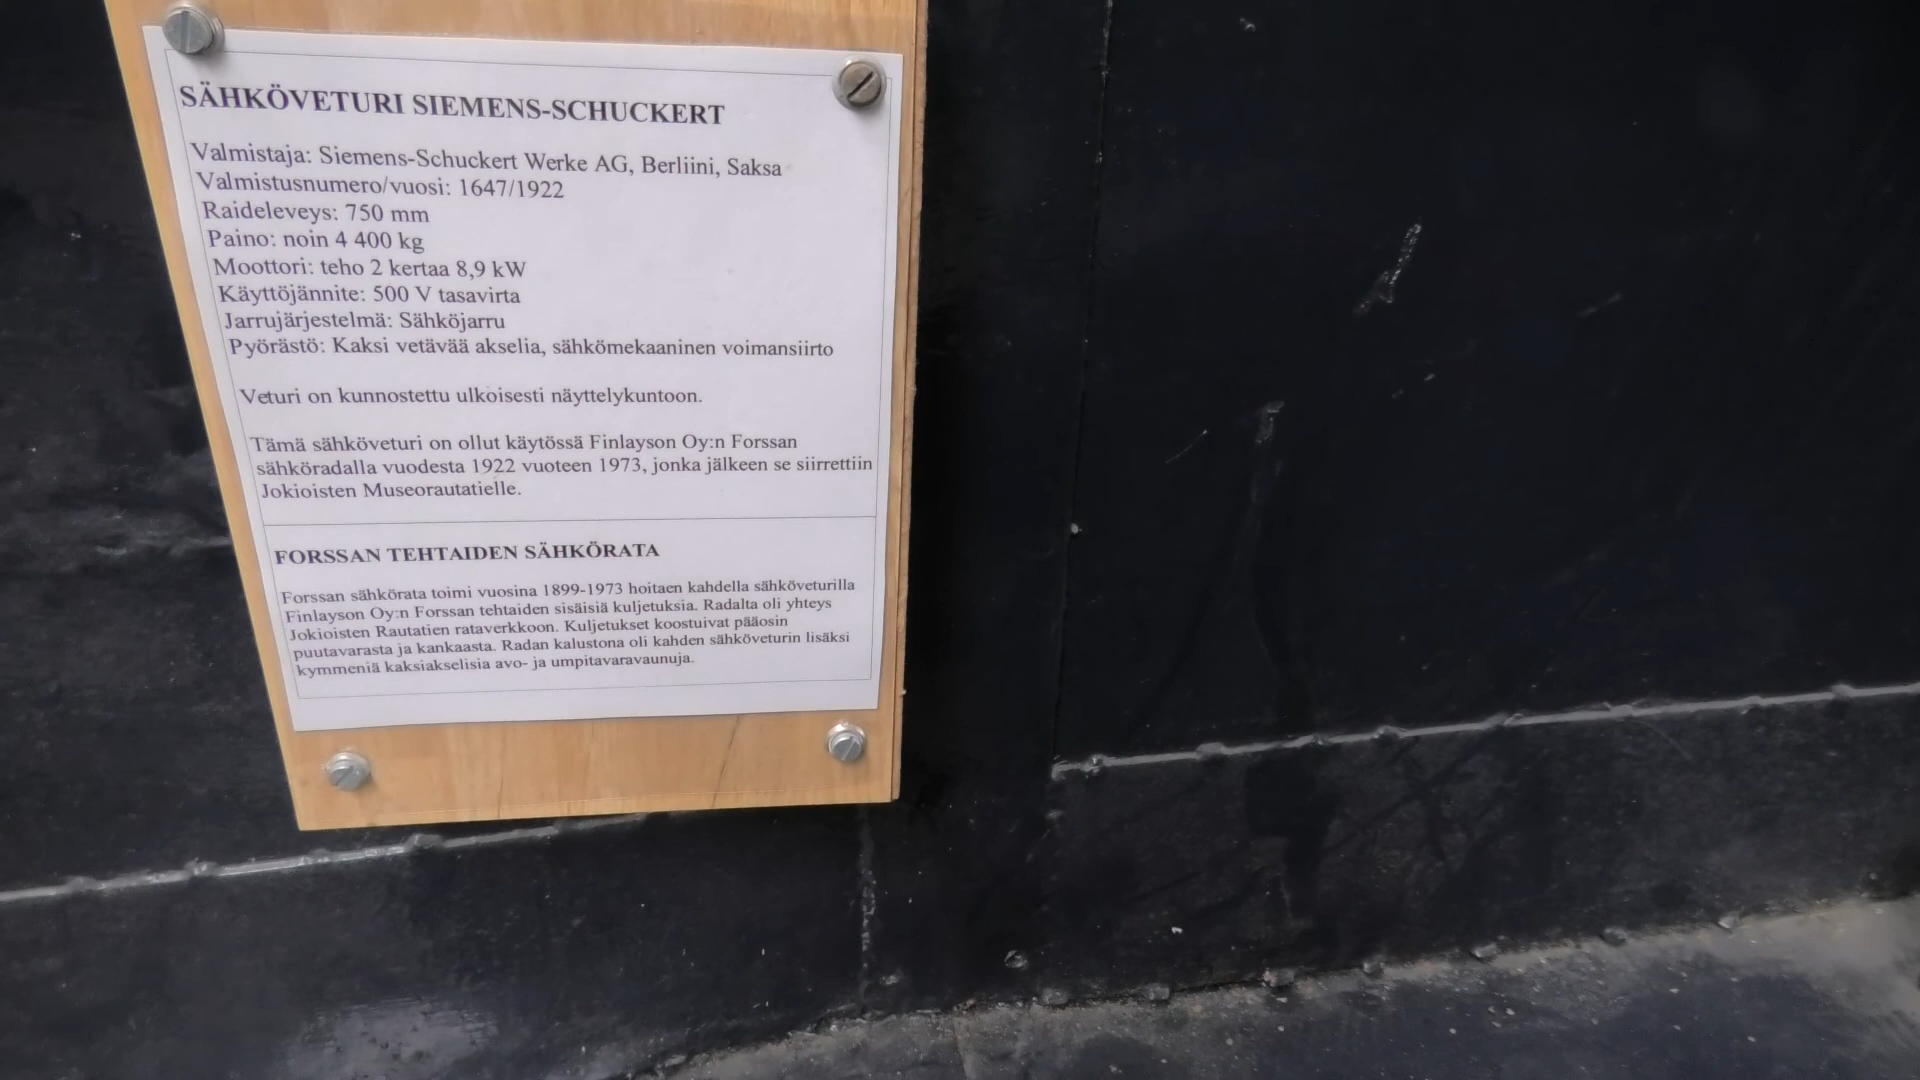 SÄHKÖVETURI SIEMENS-SCHUCKERT
Valmistaja: Siemens-Schuckert Werke AG, Berliini, Saksa
Valmistusnumero/vuosi: 1647/1922
Raideleveys: 750 mm
Paino: noin 4 400 kg
Moottori: teho 2 kertaa 8,9 kW
Käyttöjännite: 500 V tasavirta
Jarrujärjestelmä: Sähköjarru
Pyörästö: Kaksi vetävää akselia, sähkömekaaninen voimansiirto
Veturi on kunnostettu ulkoisesti näyttelykuntoon.
Tämä sähköveturi on ollut käytössä Finlayson Oy:n Forssan
sähköradalla vuodesta 1922 vuoteen 1973, jonka jälkeen se siirrettiin
Jokioisten Museorautatielle.
FORSSAN TEHTAIDEN SÄHKÖRATA
Forssan sähkörata toimi vuosina 1899-1973 hoitaen kahdella sähköveturilla
Finlayson Oy:n Forssan tehtaiden sisäisiä kuljetuksia. Radalta oli yhteys
Jokioisten Rautatien rataverkkoon. Kuljetukset koostuivat pääosin
puutavarasta ja kankaasta. Radan kalustona oli kahden sähköveturin lisäksi
kymmeniä kaksiakselisia avo- ja umpitavaravaunuja.